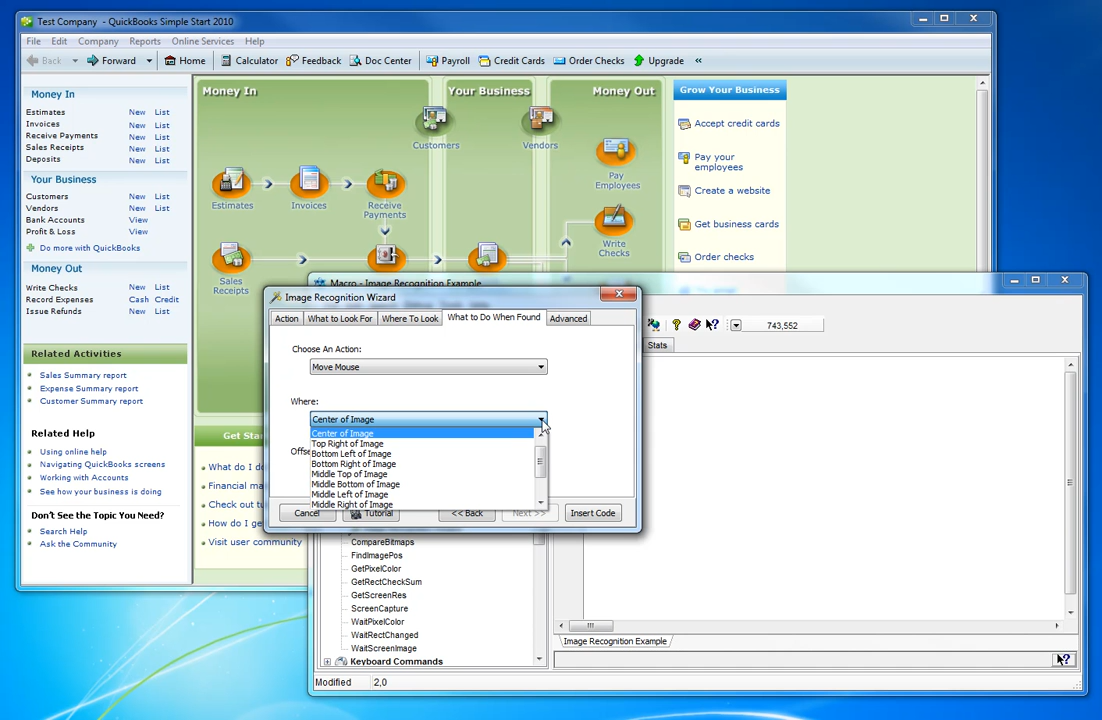 Test Company - QuickBooks Simple Start 2010
File Edit Company Reports Online Services Help
Back Forward Home Calculator Feedback Doc Center Payroll Credit Cards Order Checks Upgrade «
Money In
Estimates New List
Invoices New List
Receive Payments New List
Sales Receipts New List
Deposits New List
Your Business
Customers New List
Vendors New List
Bank Accounts View
Profit & Loss View
Do more with QuickBooks
Money Out
Write Checks New List
Record Expenses Cash Credit
Issue Refunds New List
Related Activities
Sales Summary report
Expense Summary report
Customer Summary report
Related Help
Using online help
Navigating QuickBooks screens
Working with Accounts
See how your business is doing
Don't See the Topic You Need?
Search Help
Ask the Community
Money In
Your Business
Money Out
Customers
Vendors
Estimates
Invoices
Receive
Payments
Pay
Employees
Write
Checks
Sales
Receipts
Get Star
What do I d
Financial ma
Check out tu
How do I ge
Visit user community
Grow Your Business
Accept credit cards
Pay your
employees
Create a website
Get business cards
Order checks
Macro - Image Recognition Example
743,552
Stats
Image Recognition Wizard
Action What to Look For Where To Look What to Do When Found Advanced
Choose An Action:
Move Mouse
Where:
Center of Image
Center of Image
Top Right of Image
Bottom Left of Image
Bottom Right of Image
Middle Top of Image
Middle Bottom of Image
Middle Left of Image
Middle Right of Image
Offse
Cancel Tutorial << Back Next >> Insert Code
CompareBitmaps
FindImagePos
GetPixelColor
GetRectCheckSum
GetScreenRes
ScreenCapture
WaitPixelColor
WaitRectChanged
WaitScreenImage
Keyboard Commands
Image Recognition Example
Modified 2,0